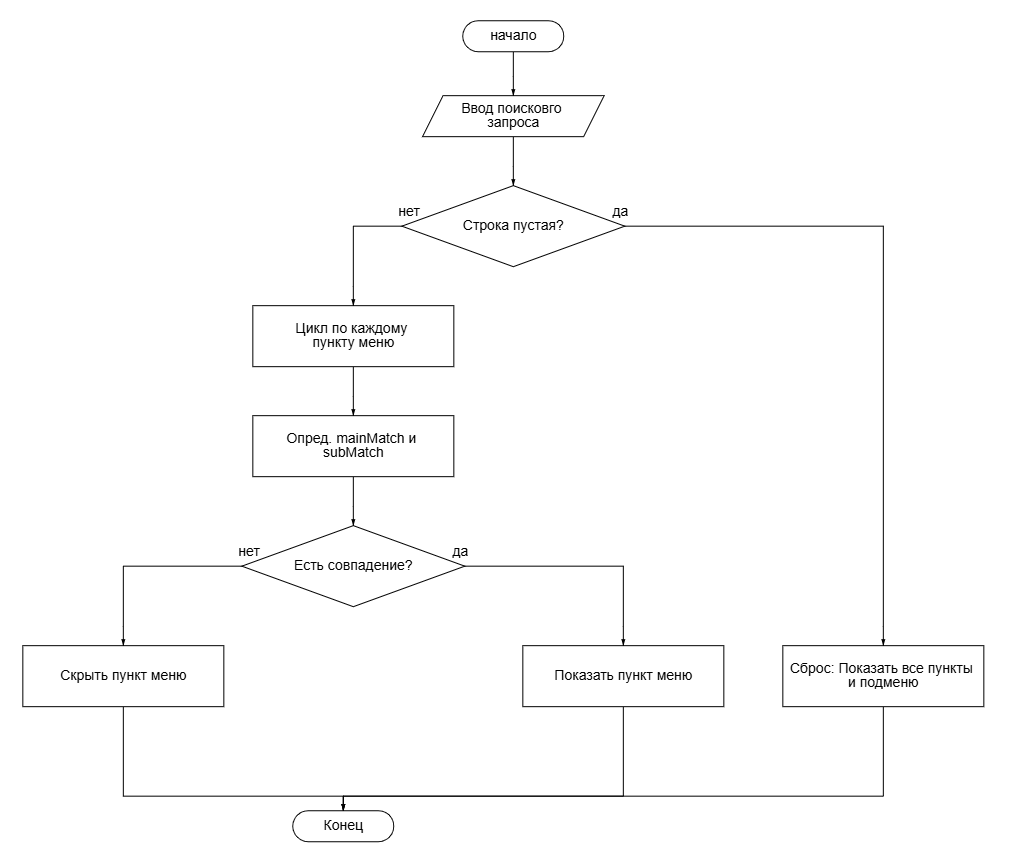 начало
Ввод поисковго
запроса
нет
да
Строка пустая?
Цикл по каждому
пункту меню
Опред. mainMatch и
subMatch
нет
да
Есть совпадение?
Скрыть пункт меню
Показать пункт меню
Сброс: Показать все пункты
и подменю
Конец